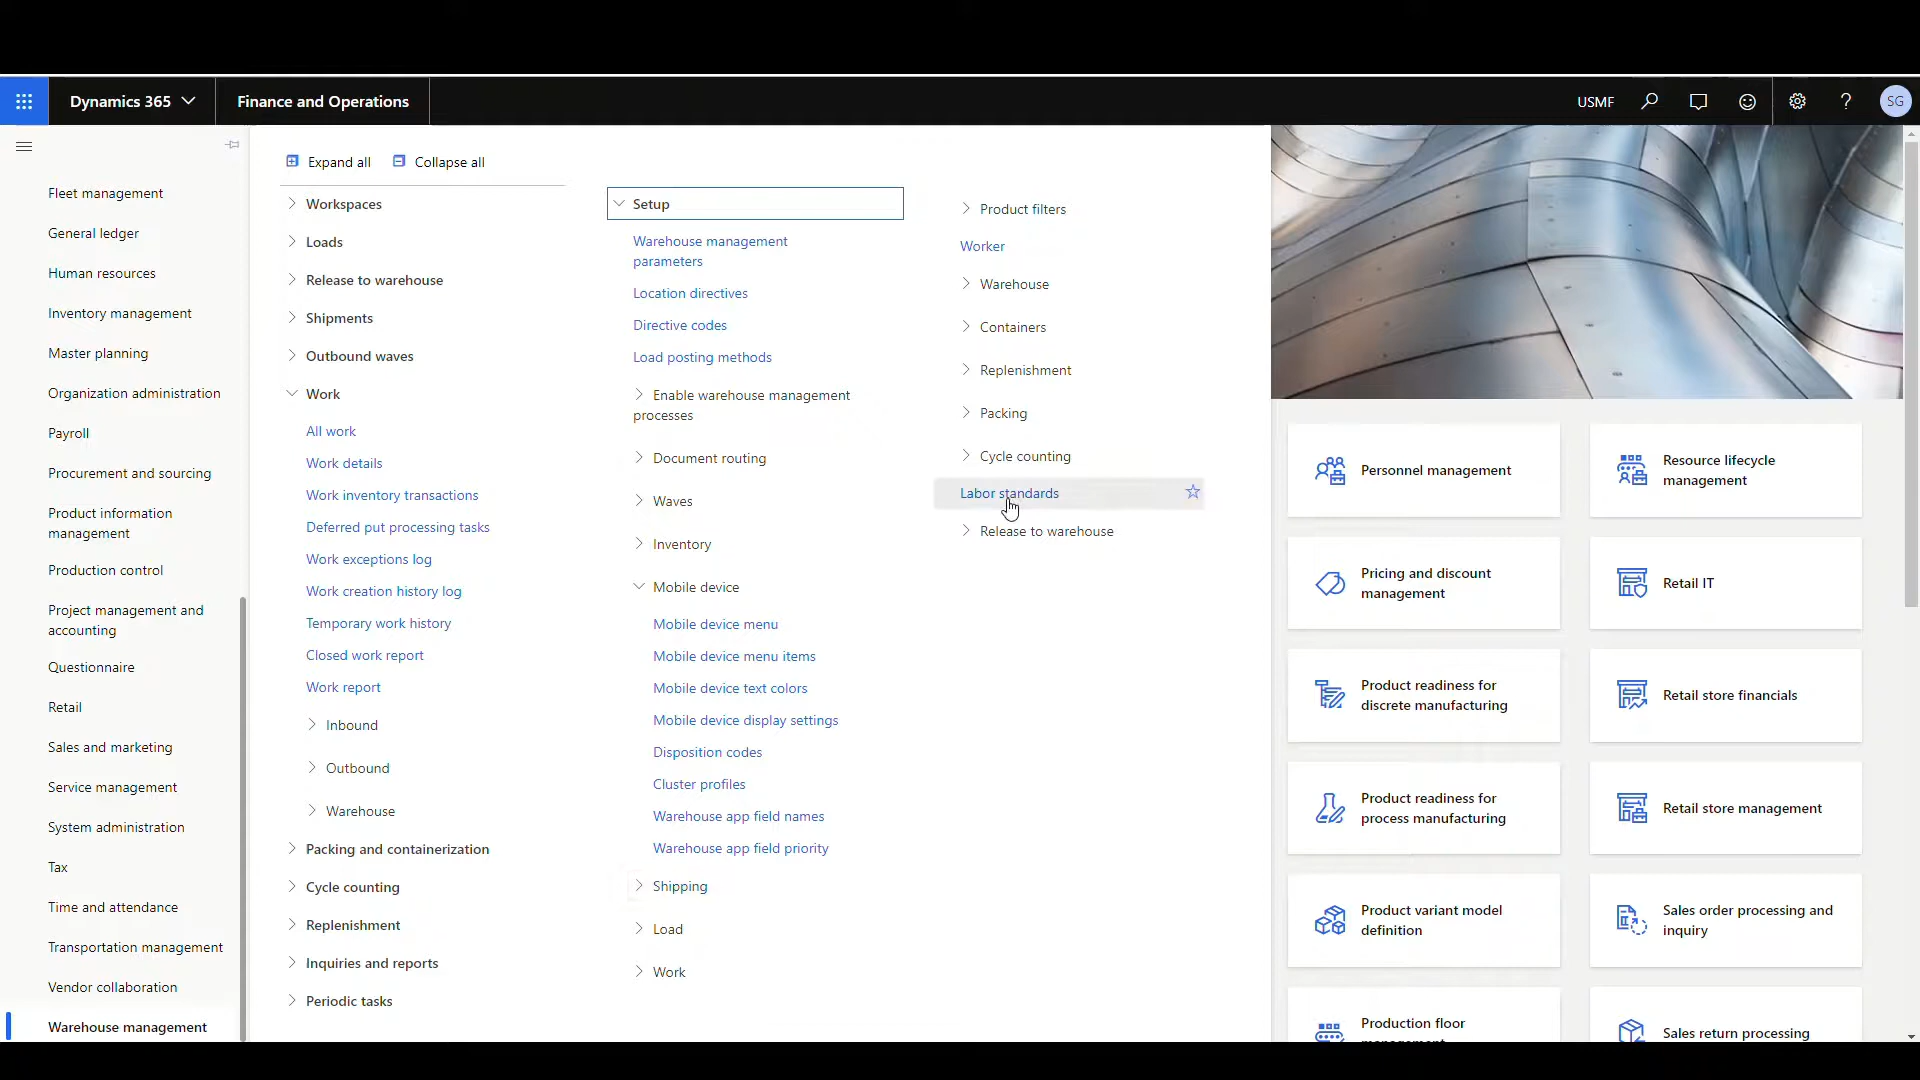 Dynamics 365
Finance and Operations
USMF
?
SG
Expand all
Collapse all
Fleet management
General ledger
Human resources
Inventory management
Master planning
Organization administration
Payroll
Procurement and sourcing
Product information
management
Production control
Project management and
accounting
Questionnaire
Retail
Sales and marketing
Service management
System administration
Tax
Time and attendance
Transportation management
Vendor collaboration
Warehouse management
Workspaces
Loads
Release to warehouse
Shipments
Outbound waves
Work
All work
Work details
Work inventory transactions
Deferred put processing tasks
Work exceptions log
Work creation history log
Temporary work history
Closed work report
Work report
Inbound
Outbound
Warehouse
Packing and containerization
Cycle counting
Replenishment
Inquiries and reports
Periodic tasks
Setup
Warehouse management
parameters
Location directives
Directive codes
Load posting methods
Enable warehouse management
processes
Document routing
Waves
Inventory
Mobile device
Mobile device menu
Mobile device menu items
Mobile device text colors
Mobile device display settings
Disposition codes
Cluster profiles
Warehouse app field names
Warehouse app field priority
Shipping
Load
Work
Product filters
Worker
Warehouse
Containers
Replenishment
Packing
Cycle counting
Labor standards
Release to warehouse
Personnel management
Resource lifecycle
management
Pricing and discount
management
Retail IT
Product readiness for
discrete manufacturing
Retail store financials
Product readiness for
process manufacturing
Retail store management
Product variant model
definition
Sales order processing and
inquiry
Production floor
management
Sales return processing